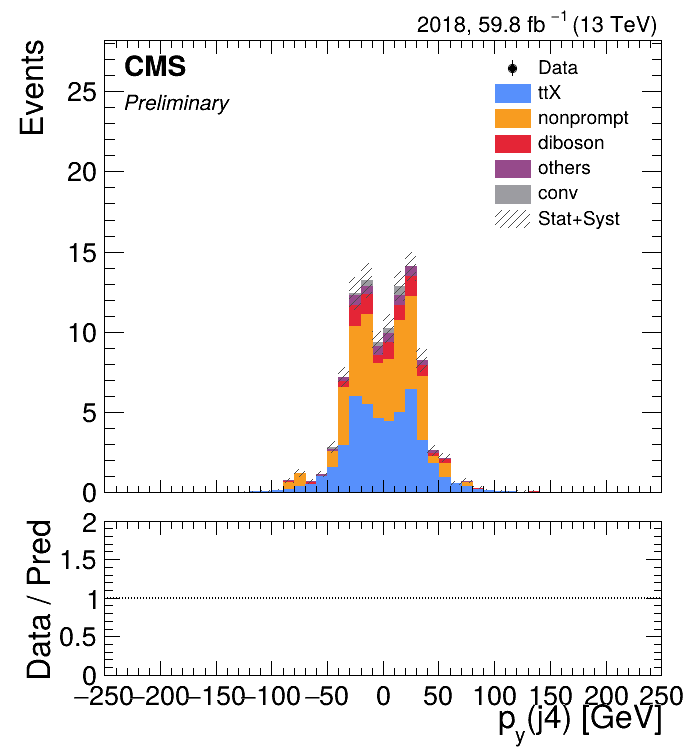 2018, 59.8 fb⁻¹ (13 TeV)
CMS
Preliminary
Data
ttX
nonprompt
diboson
others
conv
Stat+Syst
Events
25
20
15
10
5
0
Data / Pred
2
1.5
1
0.5
0
−250 −200 −150 −100 −50 0 50 100 150 200 250
p_y(j4) [GeV]